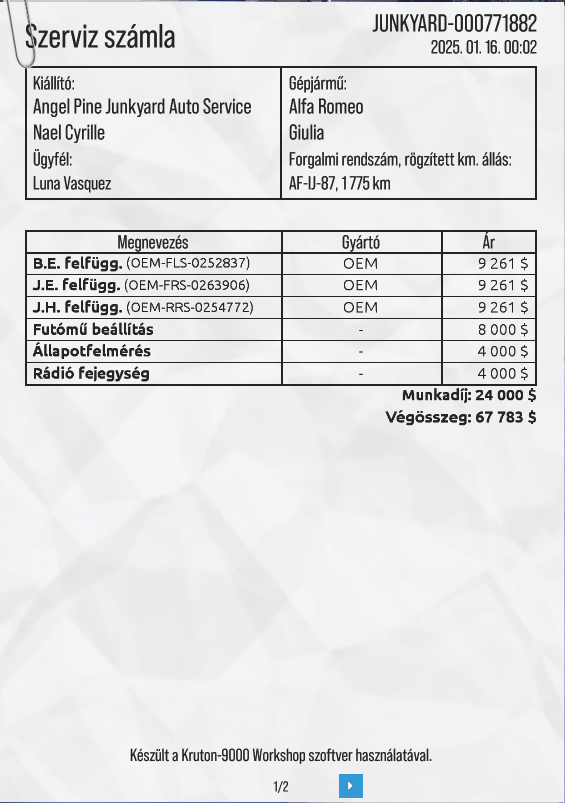 Szerviz számla
JUNKYARD-000771882
2025. 01. 16. 00:02
Kiállító:
Angel Pine Junkyard Auto Service
Nael Cyrille
Ügyfél:
Luna Vasquez
Gépjármű:
Alfa Romeo
Giulia
Forgalmi rendszám, rögzített km. állás:
AF-IJ-87, 1 775 km
Megnevezés Gyártó Ár
B.E. felfügg. (OEM-FLS-0252837) OEM 9 261 $
J.E. felfügg. (OEM-FRS-0263906) OEM 9 261 $
J.H. felfügg. (OEM-RRS-0254772) OEM 9 261 $
Futómű beállítás - 8 000 $
Állapotfelmérés - 4 000 $
Rádió fejegység - 4 000 $
Munkadíj: 24 000 $
Végösszeg: 67 783 $
Készült a Kruton-9000 Workshop szoftver használatával.
1/2